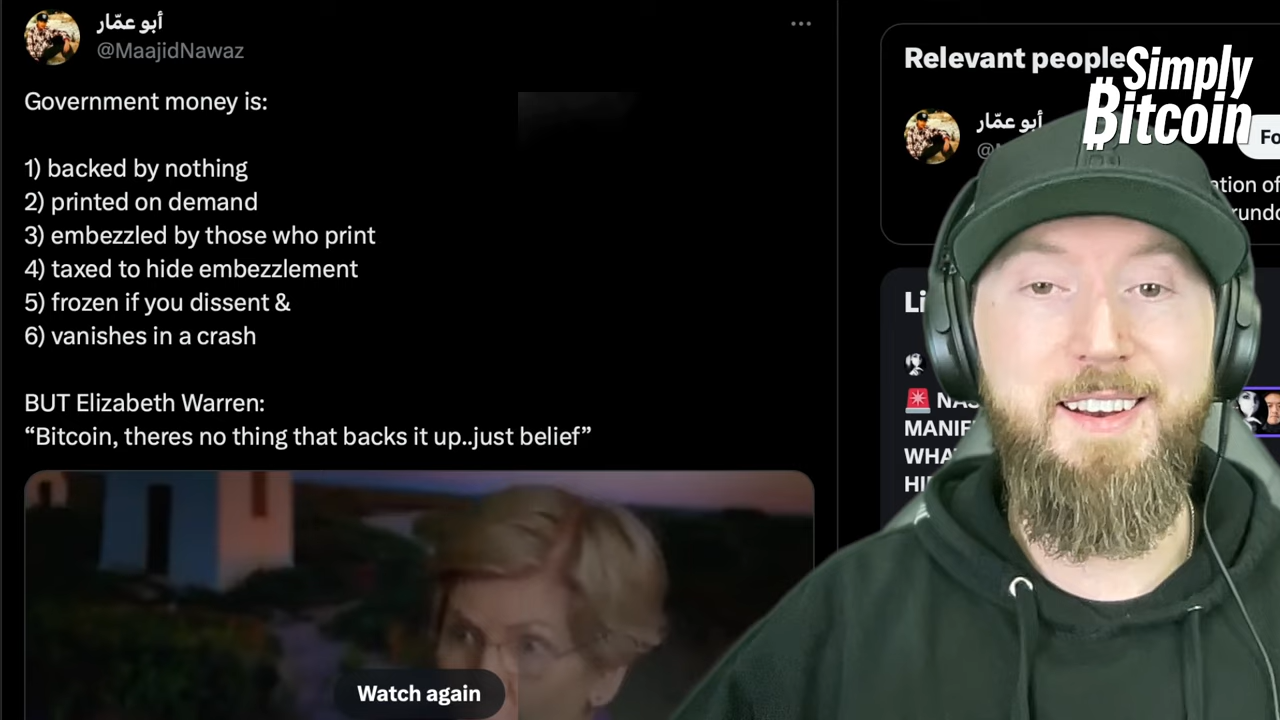 أبو عمّار
@MaajidNawaz
Government money is:
1) backed by nothing
2) printed on demand
3) embezzled by those who print
4) taxed to hide embezzlement
5) frozen if you dissent &
6) vanishes in a crash
BUT Elizabeth Warren:
“Bitcoin, theres no thing that backs it up..just belief”
Watch again
Relevant people
أبو عمّار
Simply
Bitcoin